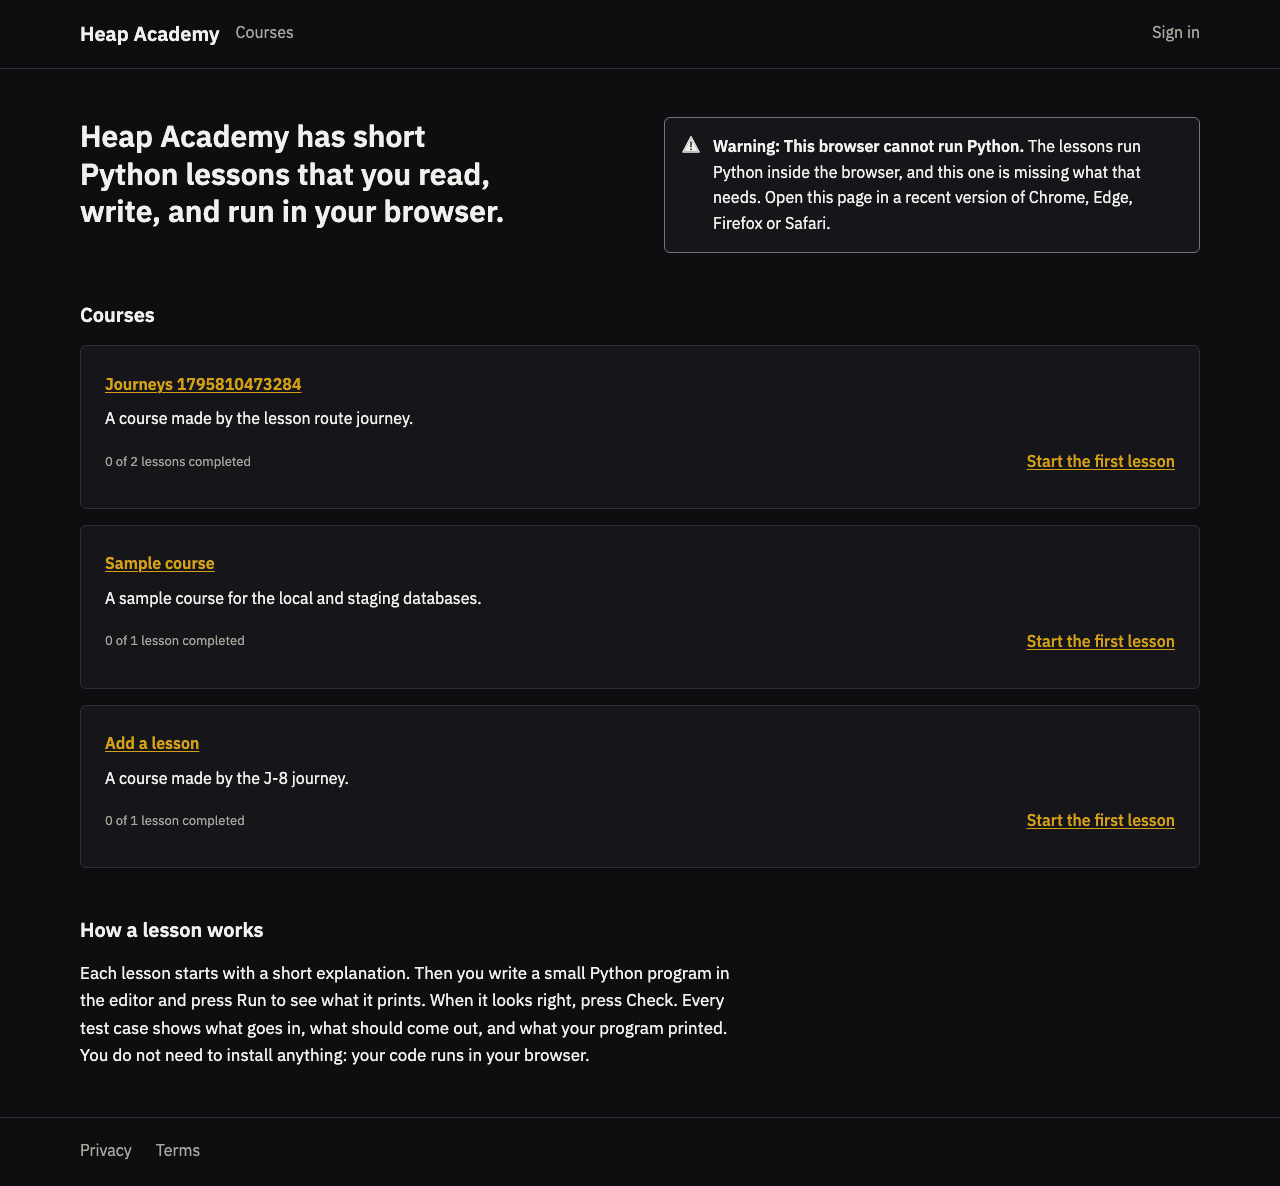 Heap Academy
Courses
Sign in
Heap Academy has short
Python lessons that you read,
write, and run in your browser.
Warning: This browser cannot run Python. The lessons run
Python inside the browser, and this one is missing what that
needs. Open this page in a recent version of Chrome, Edge,
Firefox or Safari.
Courses
Journeys 1795810473284
A course made by the lesson route journey.
0 of 2 lessons completed
Start the first lesson
Sample course
A sample course for the local and staging databases.
0 of 1 lesson completed
Start the first lesson
Add a lesson
A course made by the J-8 journey.
0 of 1 lesson completed
Start the first lesson
How a lesson works
Each lesson starts with a short explanation. Then you write a small Python program in
the editor and press Run to see what it prints. When it looks right, press Check. Every
test case shows what goes in, what should come out, and what your program printed.
You do not need to install anything: your code runs in your browser.
Privacy
Terms